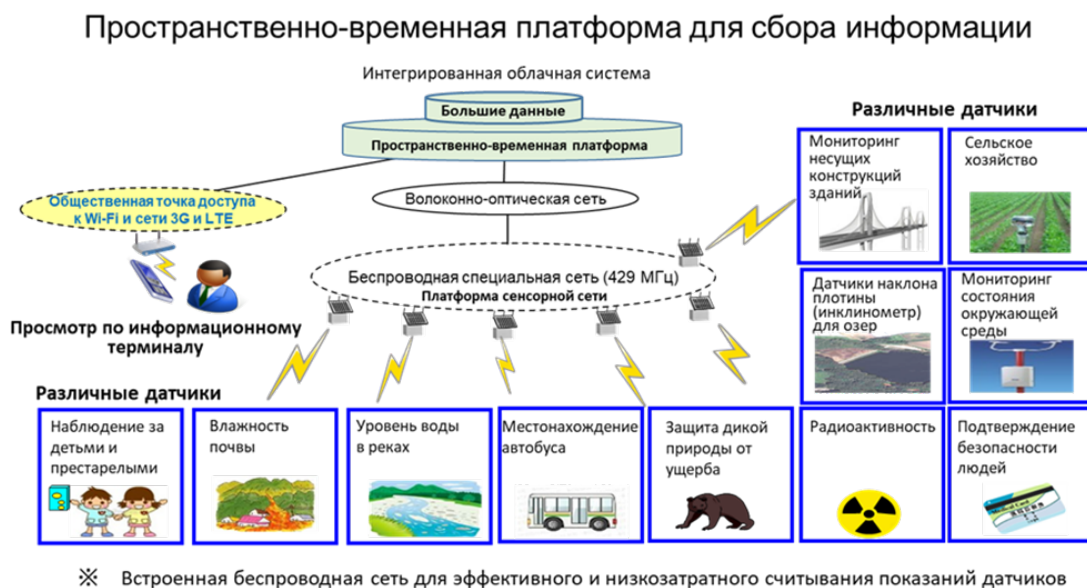 Пространственно-временная платформа для сбора информации
Интегрированная облачная система
Большие данные
Пространственно-временная платформа
Общественная точка доступа
к Wi-Fi и сети 3G и LTE
Волоконно-оптическая сеть
Беспроводная специальная сеть (429 МГц)
Платформа сенсорной сети
Просмотр по информационному
терминалу
Различные датчики
Мониторинг
несущих
конструкций
зданий
Сельское
хозяйство
Датчики наклона
плотины
(инклинометр)
для озер
Мониторинг
состояния
окружающей
среды
Различные датчики
Наблюдение за
детьми и
престарелыми
Влажность
почвы
Уровень воды
в реках
Местонахождение
автобуса
Защита дикой
природы от
ущерба
Радиоактивность
Подтверждение
безопасности
людей
※ Встроенная беспроводная сеть для эффективного и низкозатратного считывания показаний датчиков